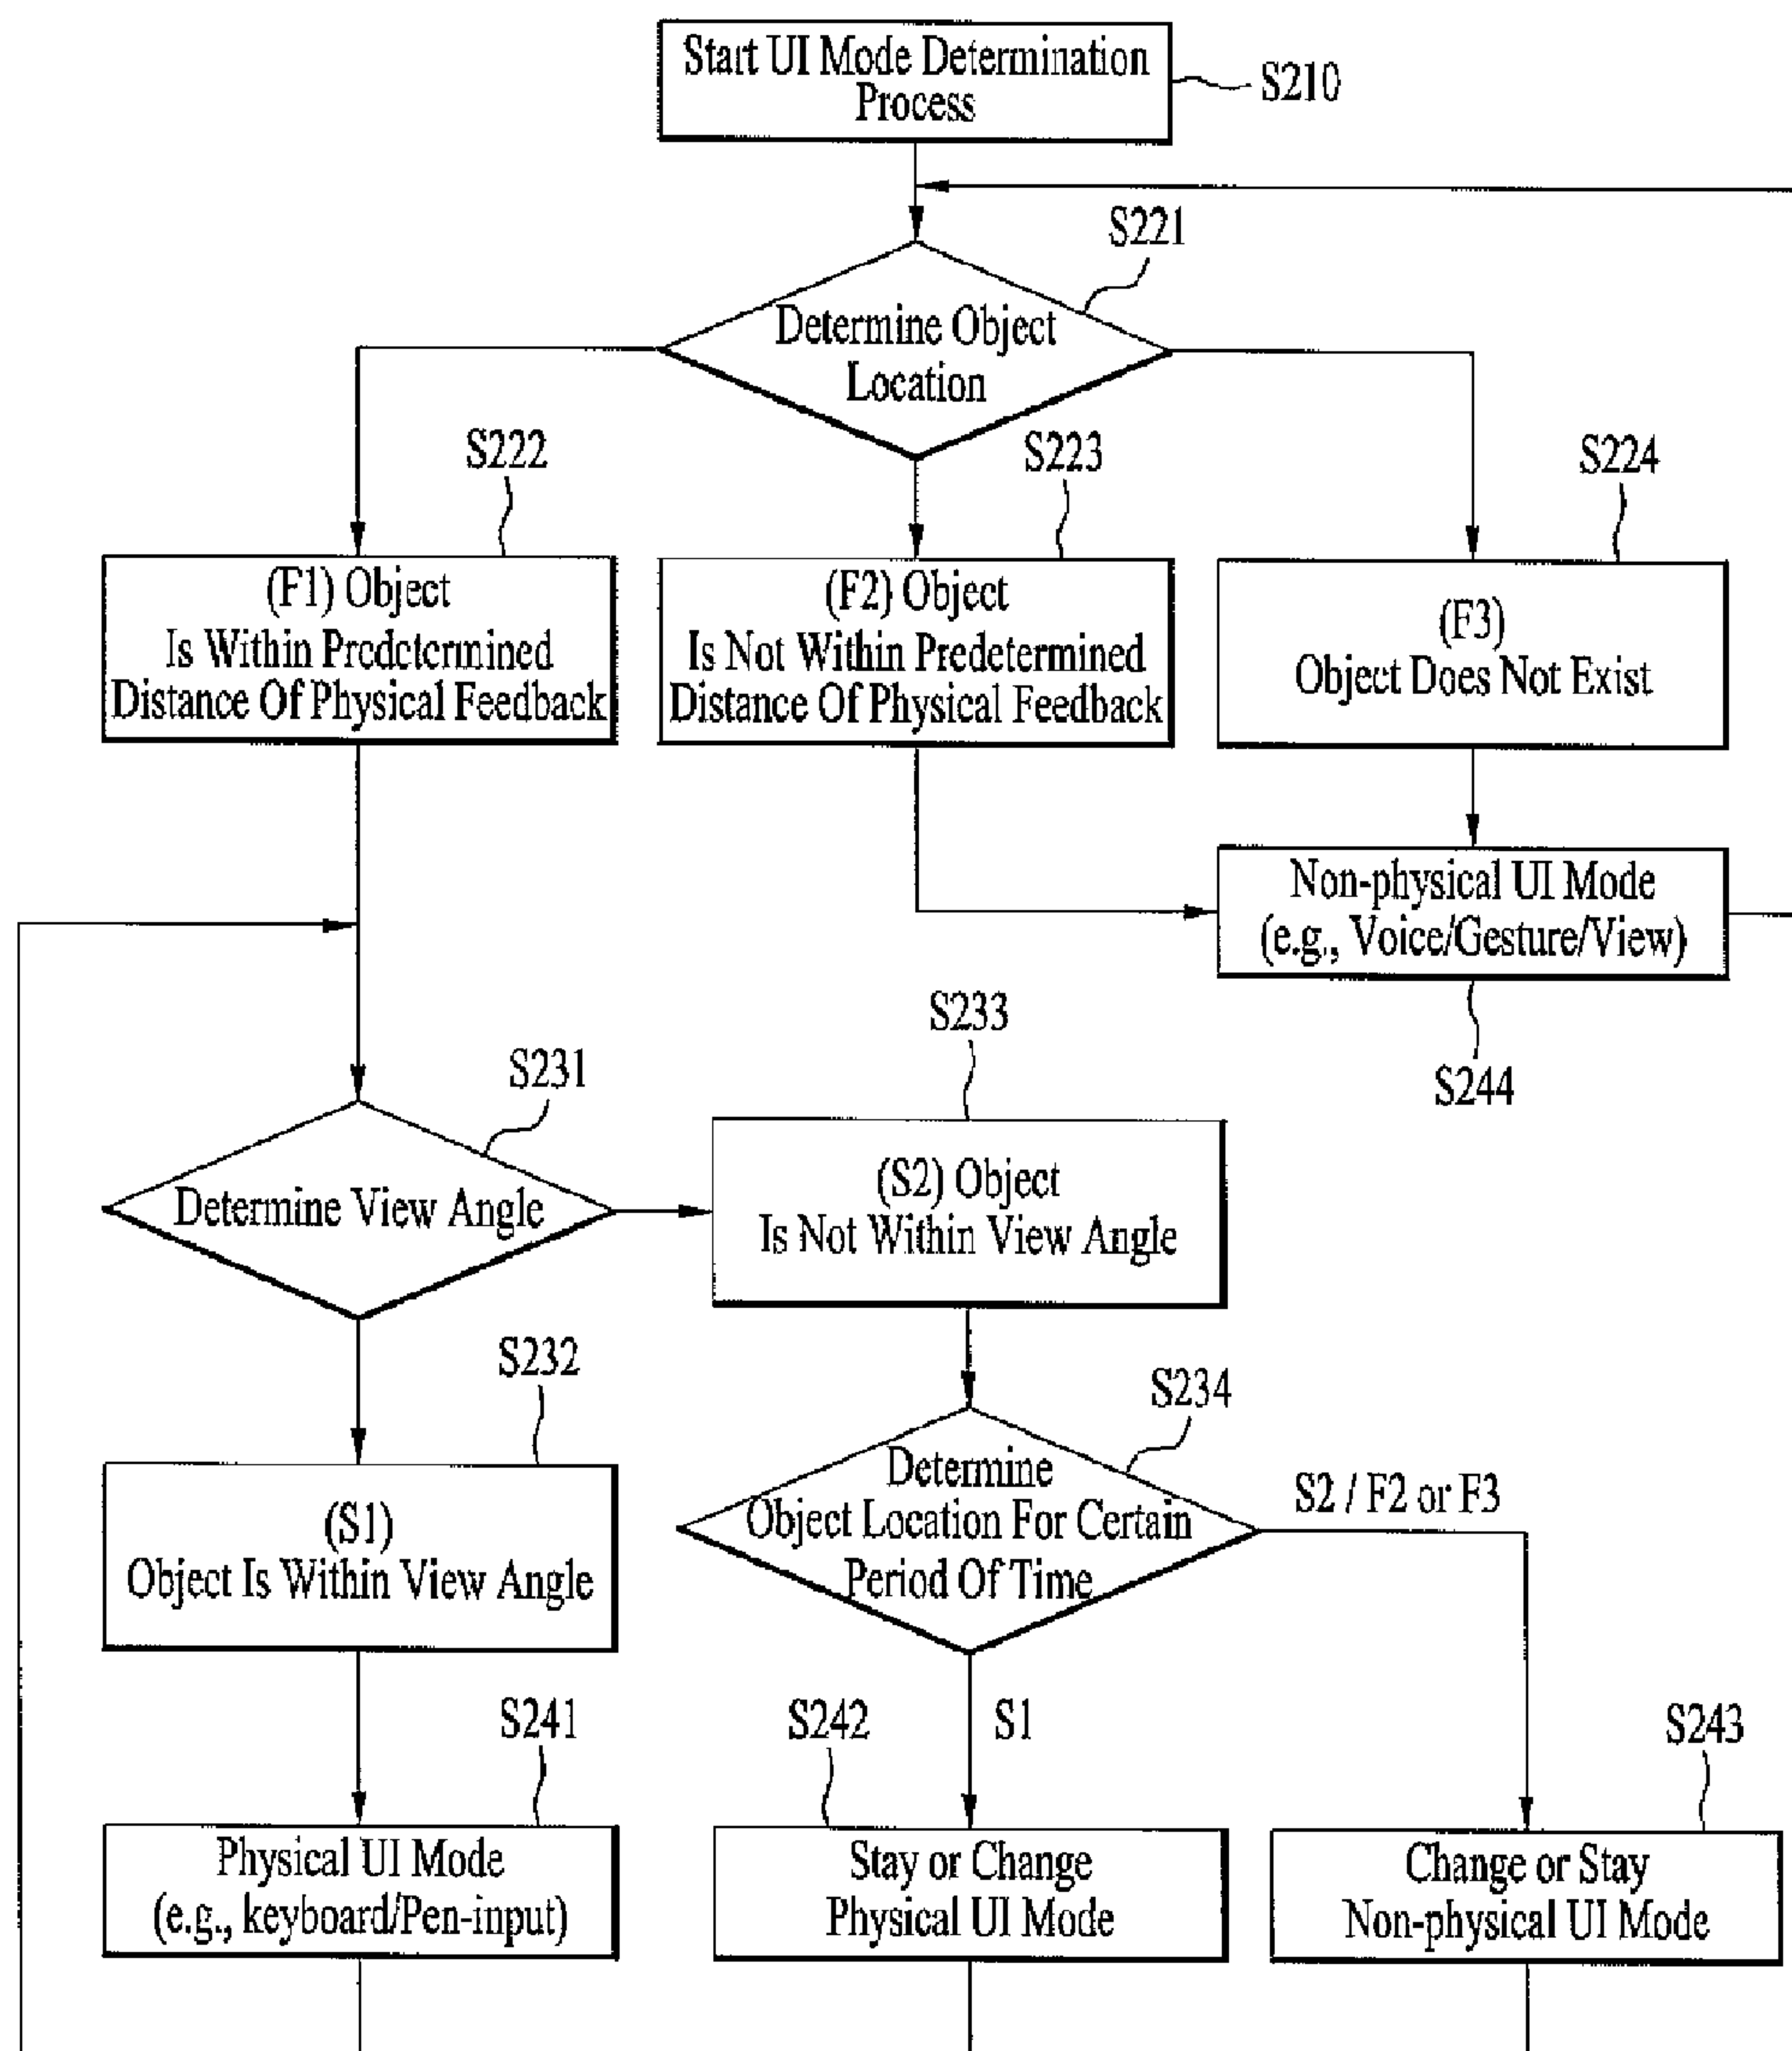 Start UI Mode Determination
Process
S210
S221
Determine Object
Location
S222
S223
S224
(F1) Object
Is Within Predetermined
Distance Of Physical Feedback
(F2) Object
Is Not Within Predetermined
Distance Of Physical Feedback
(F3)
Object Does Not Exist
Non-physical UI Mode
(e.g., Voice/Gesture/View)
S244
S231
Determine View Angle
S233
(S2) Object
Is Not Within View Angle
S232
(S1)
Object Is Within View Angle
S234
Determine
Object Location For Certain
Period Of Time
S2 / F2 or F3
S1
S241
Physical UI Mode
(e.g., keyboard/Pen-input)
S242
Stay or Change
Physical UI Mode
S243
Change or Stay
Non-physical UI Mode